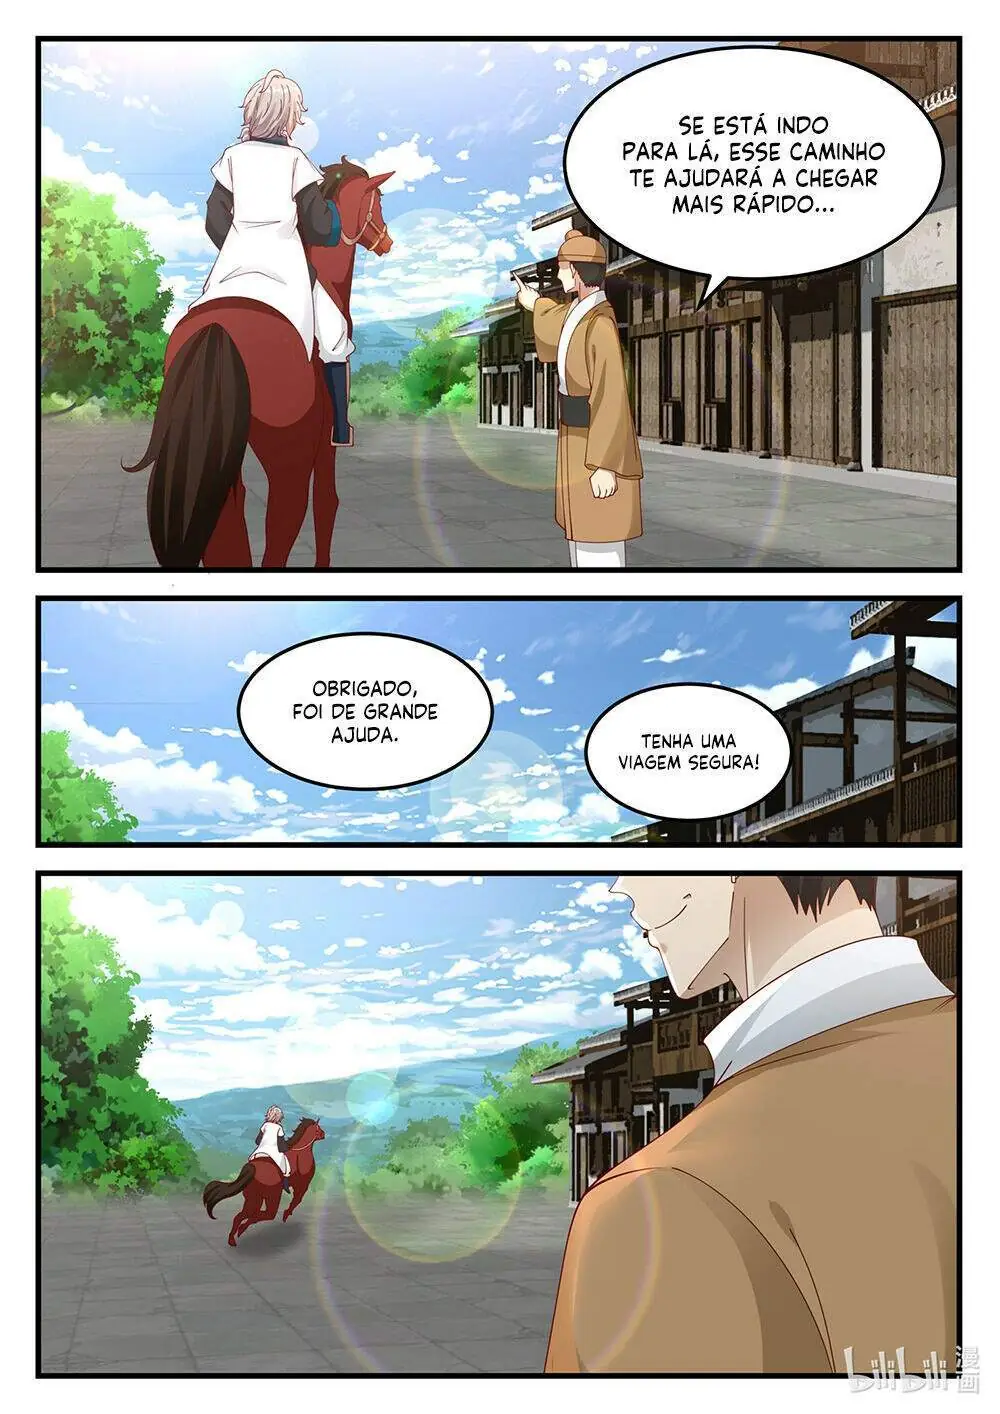 SE ESTÁ INDO
PARA LÁ, ESSE CAMINHO
TE AJUDARÁ A CHEGAR
MAIS RÁPIDO...
OBRIGADO,
FOI DE GRANDE
AJUDA.
TENHA UMA
VIAGEM SEGURA!
bilibili 漫画